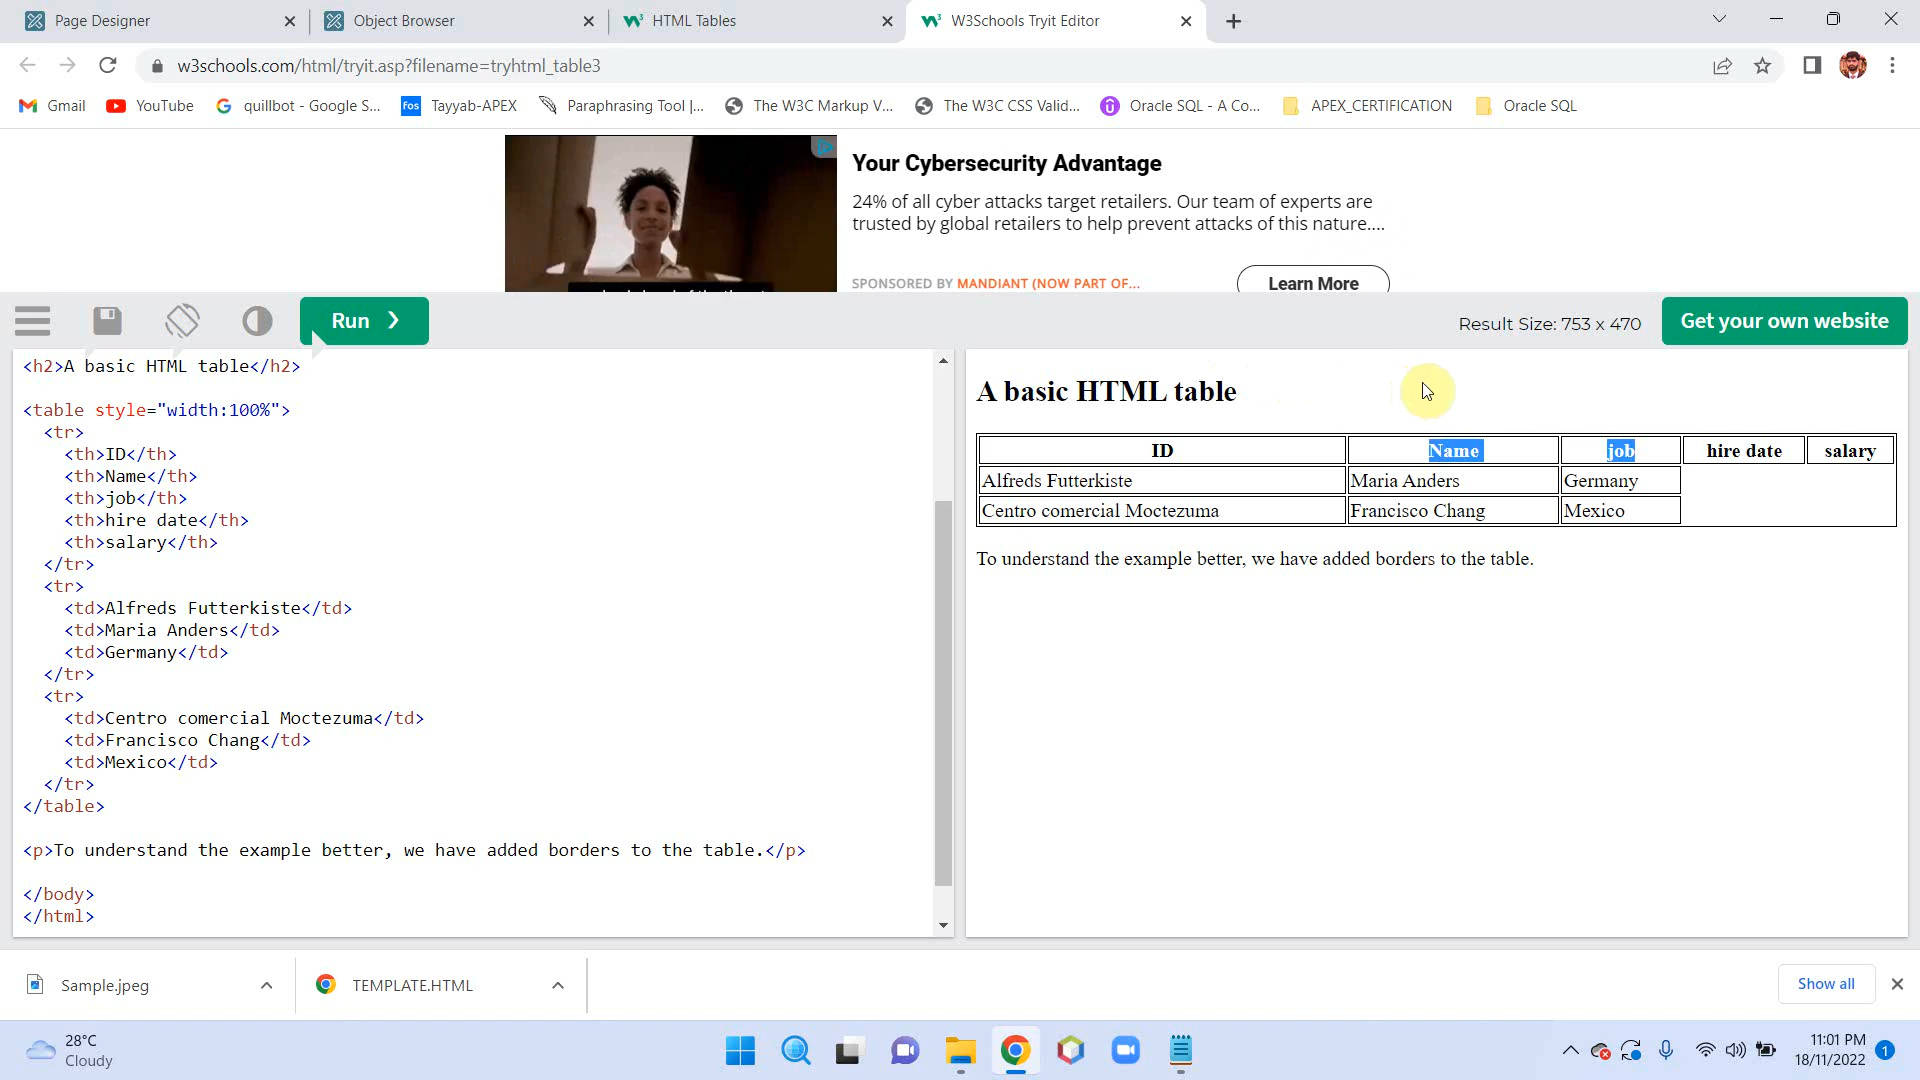 Page Designer
Object Browser
HTML Tables
W3Schools Tryit Editor
w3schools.com/html/tryit.asp?filename=tryhtml_table3
Gmail
YouTube
quillbot - Google S...
fos
Tayyab-APEX
Paraphrasing Tool |...
The W3C Markup V...
The W3C CSS Valid...
Oracle SQL - A Co...
APEX_CERTIFICATION
Oracle SQL
Your Cybersecurity Advantage
24% of all cyber attacks target retailers. Our team of experts are
trusted by global retailers to help prevent attacks of this nature....
SPONSORED BY MANDIANT (NOW PART OF...
Learn More
Run ❯
Result Size: 753 x 470
Get your own website
<h2>A basic HTML table</h2>
<table style="width:100%">
<tr>
<th>ID</th>
<th>Name</th>
<th>job</th>
<th>hire date</th>
<th>salary</th>
</tr>
<tr>
<td>Alfreds Futterkiste</td>
<td>Maria Anders</td>
<td>Germany</td>
</tr>
<tr>
<td>Centro comercial Moctezuma</td>
<td>Francisco Chang</td>
<td>Mexico</td>
</tr>
</table>
<p>To understand the example better, we have added borders to the table.</p>
</body>
</html>
A basic HTML table
ID Name job hire date salary
Alfreds Futterkiste Maria Anders Germany
Centro comercial Moctezuma Francisco Chang Mexico
To understand the example better, we have added borders to the table.
Sample.jpeg
TEMPLATE.HTML
Show all
28°C
Cloudy
11:01 PM
18/11/2022
1